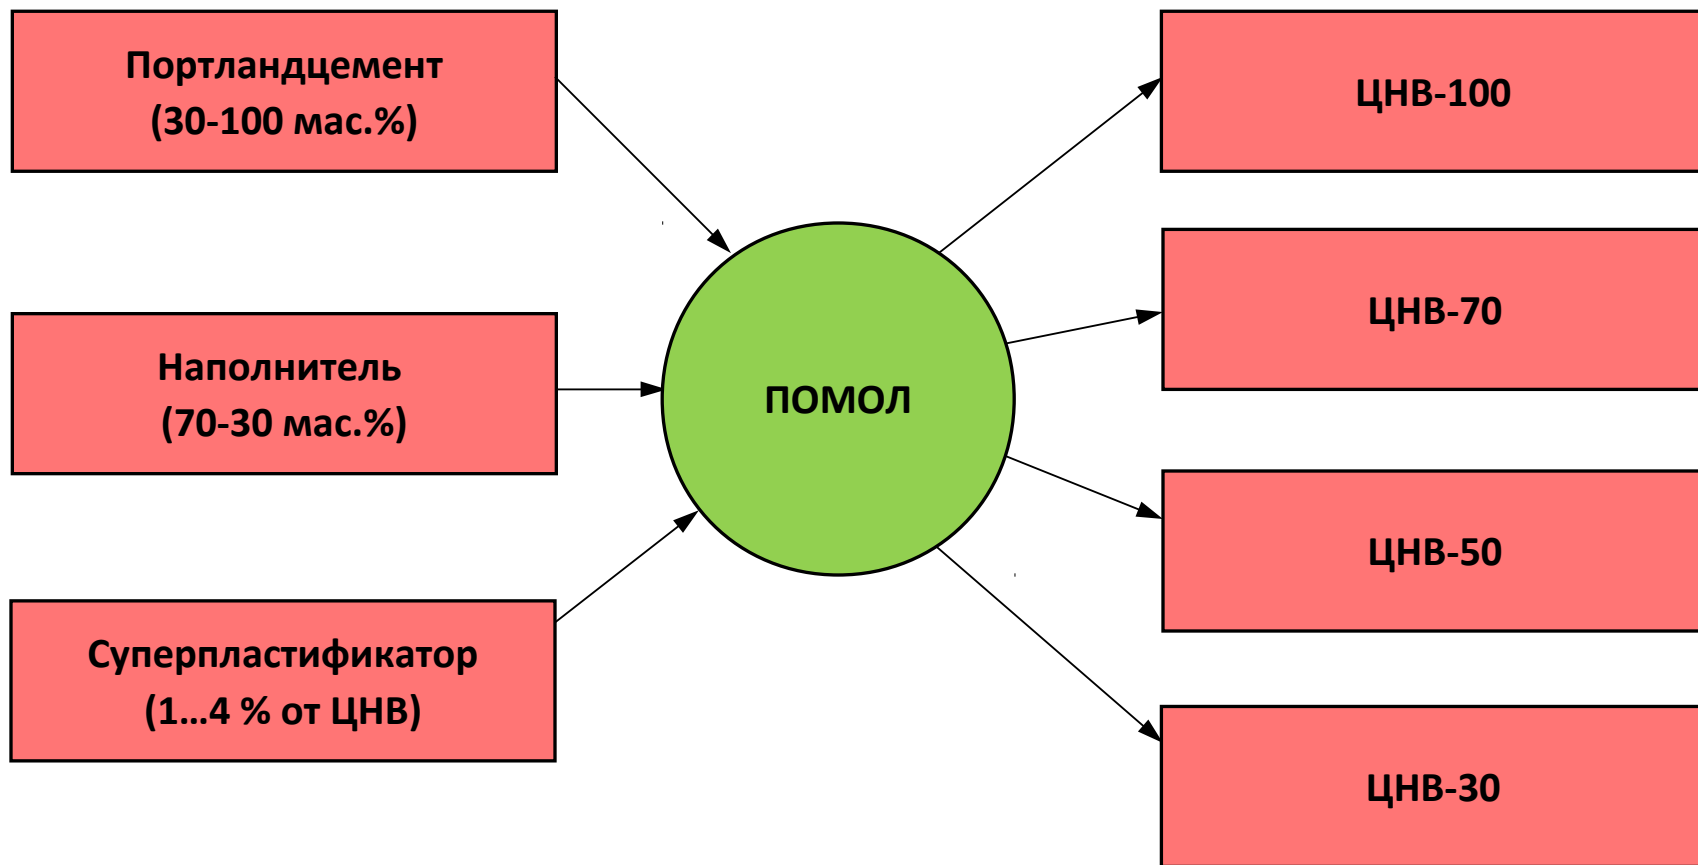 Портландцемент
(30-100 мас.%)
Наполнитель
(70-30 мас.%)
Суперпластификатор
(1…4 % от ЦНВ)
ПОМОЛ
ЦНВ-100
ЦНВ-70
ЦНВ-50
ЦНВ-30